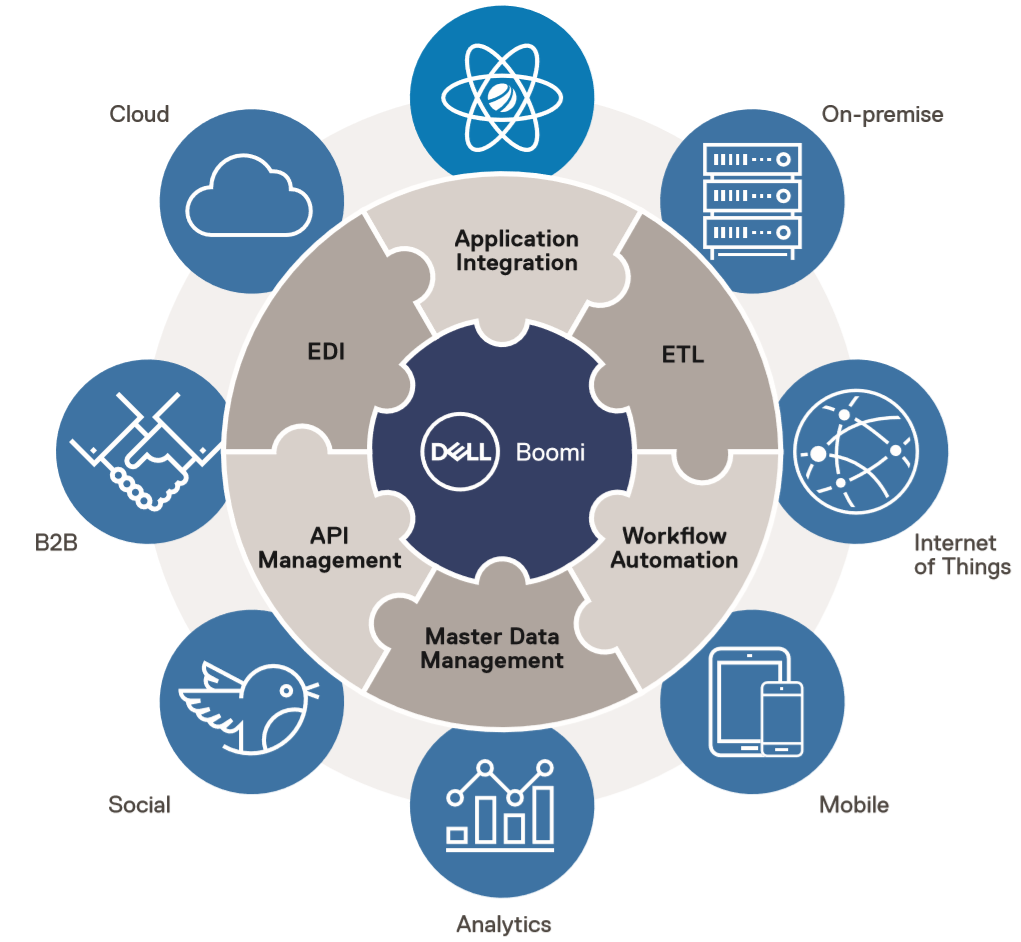 Cloud
On-premise
Application
Integration
EDI
ETL
DELL Boomi
B2B
Internet
of Things
API
Management
Workflow
Automation
Master Data
Management
Social
Mobile
Analytics